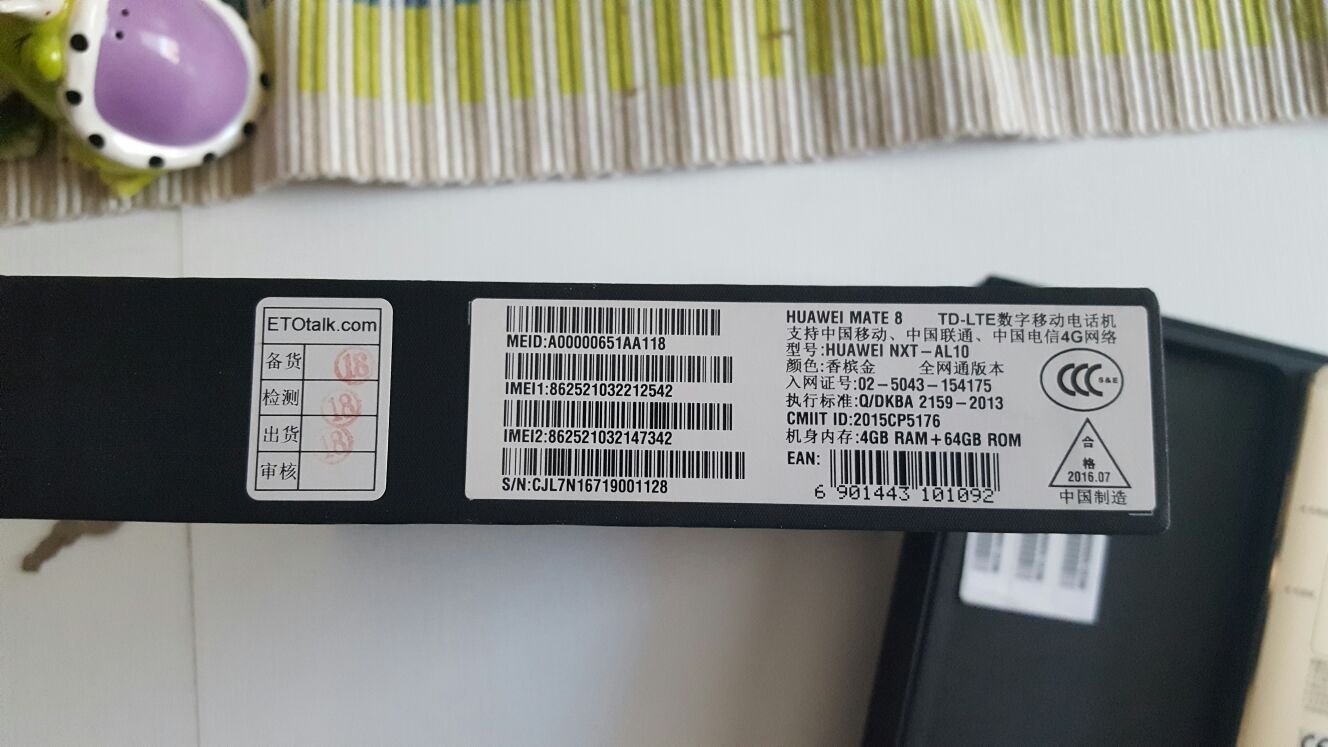 ETOtalk.com
备货 18
检测 18
出货 18
审核
MEID:A00000651AA118
IMEI1:862521032212542
IMEI2:862521032147342
S/N:CJL7N16719001128
HUAWEI MATE 8 TD-LTE数字移动电话机
支持中国移动、中国联通、中国电信4G网络
型号:HUAWEI NXT-AL10
颜色:香槟金 全网通版本
入网证号:02-5043-154175
执行标准:Q/DKBA 2159-2013
CMIIT ID:2015CP5176
机身内存:4GB RAM+64GB ROM
EAN:
6 901443 101092
CCC S&E
合
格
2016.07
中国制造